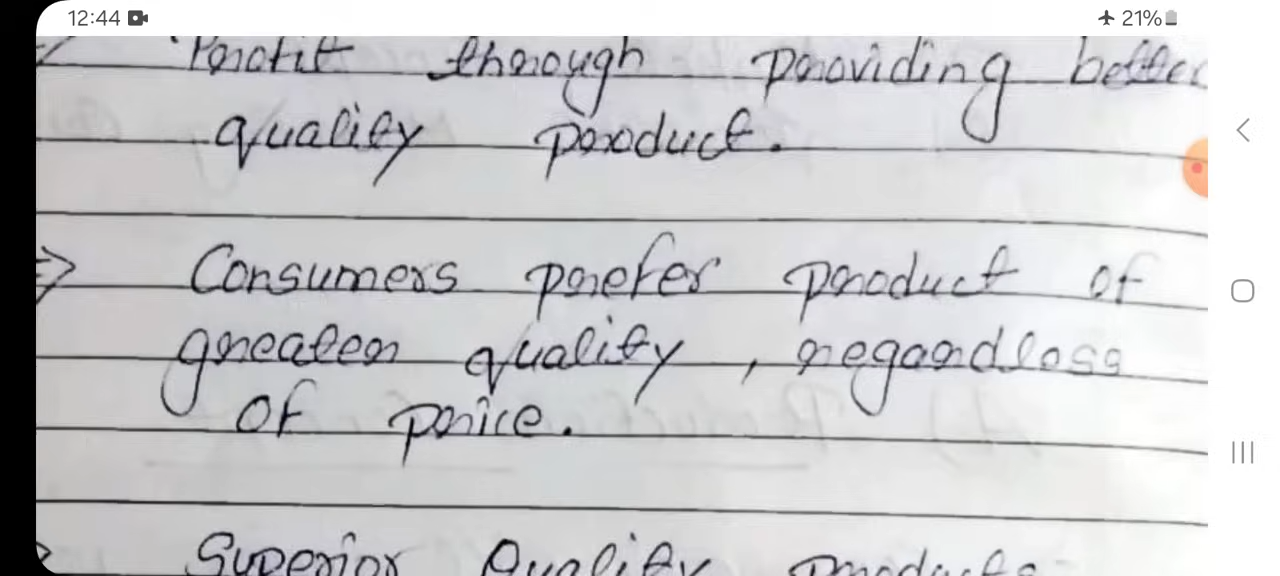 12:44 21%
Profit through providing better
quality product.
⇒ Consumers prefer product of
greater quality, regardless
of price.
Superior Quality products